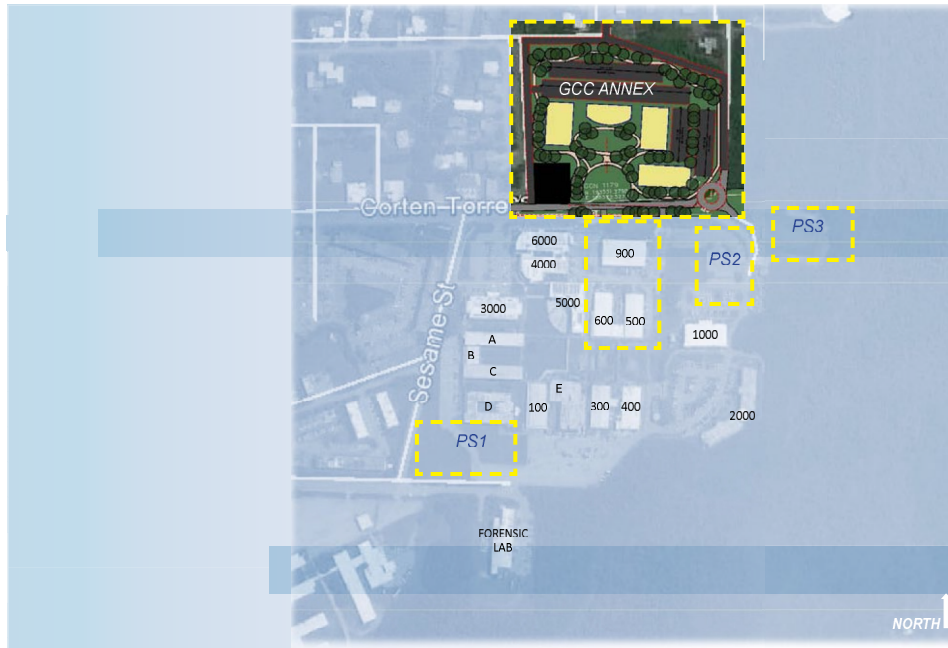 GCC ANNEX
Corten Torre
PS3
6000
900
PS2
4000
5000
3000
600
500
1000
A
B
C
Sesame St
E
D
100
300
400
2000
PS1
FORENSIC
LAB
NORTH